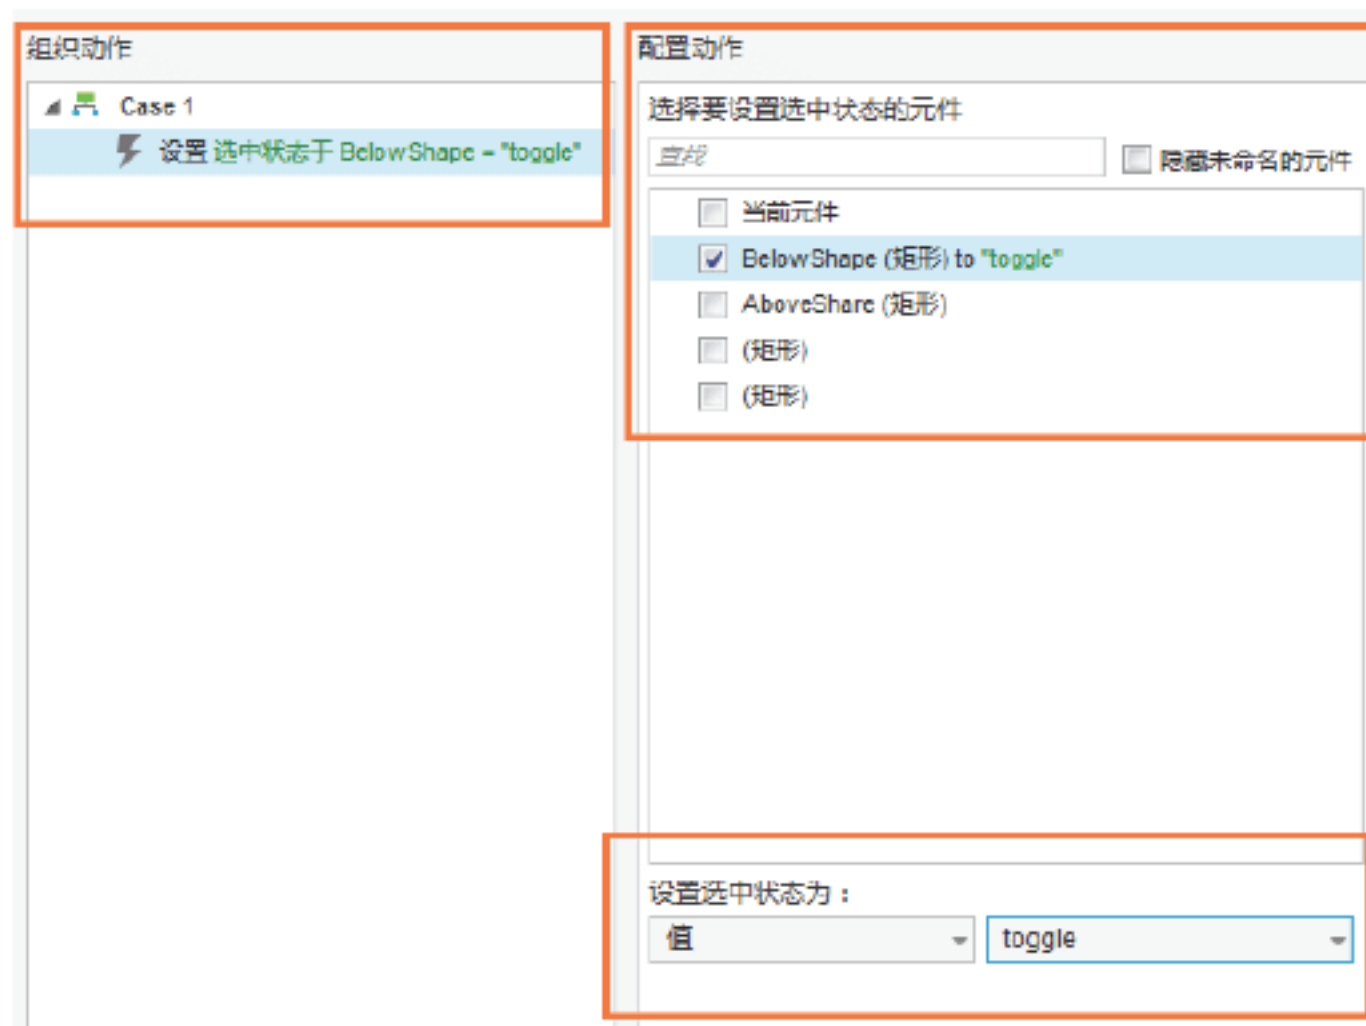 组织动作
Case 1
设置 选中状态于 BelowShape = "toggle"
配置动作
选择要设置选中状态的元件
查找
隐藏未命名的元件
当前元件
BelowShape (矩形) to "toggle"
AboveShare (矩形)
(矩形)
(矩形)
设置选中状态为：
值
toggle